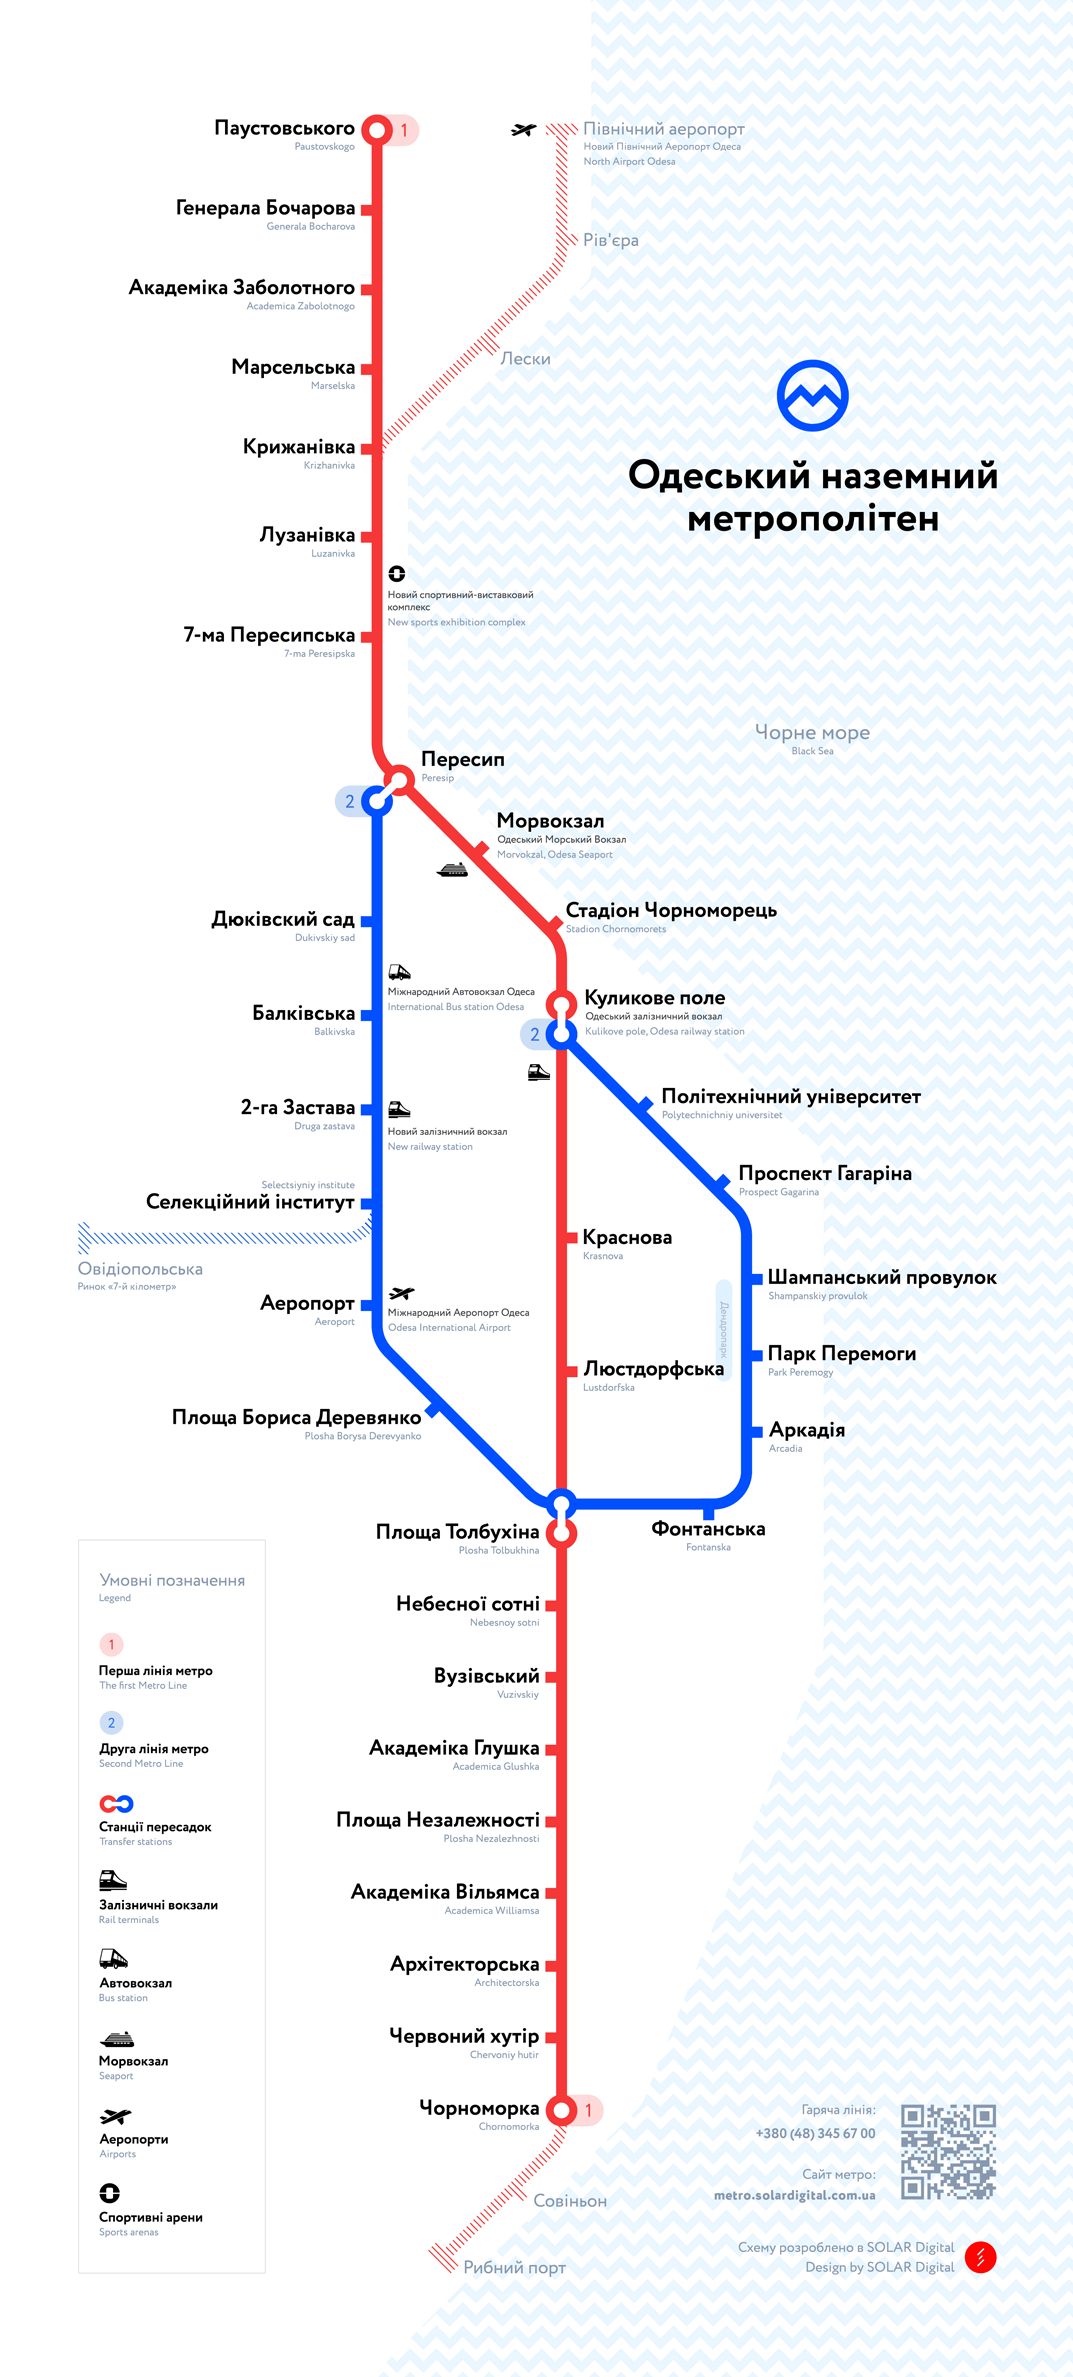 Паустовського
Paustovskogo
1
Генерала Бочарова
Generala Bocharova
Академіка Заболотного
Academica Zabolotnogo
Марсельська
Marselska
Крижанівка
Krizhanivka
Лузанівка
Luzanivka
Новий спортивний-виставковий
комплекс
New sports exhibition complex
7-ма Пересипська
7-ma Peresipska
Північний аеропорт
Новий Північний Аеропорт Одеса
North Airport Odesa
Рів'єра
Лески
Одеський наземний
метрополітен
Чорне море
Black Sea
Пересип
Peresip
2
Морвокзал
Одеський Морський Вокзал
Morvokzal, Odesa Seaport
Стадіон Чорноморець
Stadion Chornomorets
Дюківский сад
Dukivskiy sad
Міжнародний Автовокзал Одеса
International Bus station Odesa
Балківська
Balkivska
Куликове поле
Одеський залізничний вокзал
Kulikove pole, Odesa railway station
2
2-га Застава
Druga zastava
Новий залізничний вокзал
New railway station
Політехнічний університет
Polytechnichniy universitet
Проспект Гагаріна
Prospect Gagarina
Selectsiyniy institute
Селекційний інститут
Овідіопольська
Ринок «7-й кілометр»
Краснова
Krasnova
Шампанський провулок
Shampanskiy provulok
Аеропорт
Aeroport
Міжнародний Аеропорт Одеса
Odesa International Airport
Дендропарк
Люстдорфська
Lustdorfska
Парк Перемоги
Park Peremogy
Площа Бориса Деревянко
Plosha Borysa Derevyanko
Аркадія
Arcadia
Площа Толбухіна
Plosha Tolbukhina
Фонтанська
Fontanska
Небесної сотні
Nebesnoy sotni
Вузівський
Vuzivskiy
Академіка Глушка
Academica Glushka
Площа Незалежності
Plosha Nezalezhnosti
Академіка Вільямса
Academica Williamsa
Архітекторська
Architectorska
Червоний хутір
Chervoniy hutir
Чорноморка
Chornomorka
1
Совіньон
Рибний порт
Умовні позначення
Legend
1
Перша лінія метро
The first Metro Line
2
Друга лінія метро
Second Metro Line
Станції пересадок
Transfer stations
Залізничні вокзали
Rail terminals
Автовокзал
Bus station
Морвокзал
Seaport
Аеропорти
Airports
Спортивні арени
Sports arenas
Гаряча лінія:
+380 (48) 345 67 00
Сайт метро:
metro.solardigital.com.ua
Схему розроблено в SOLAR Digital
Design by SOLAR Digital